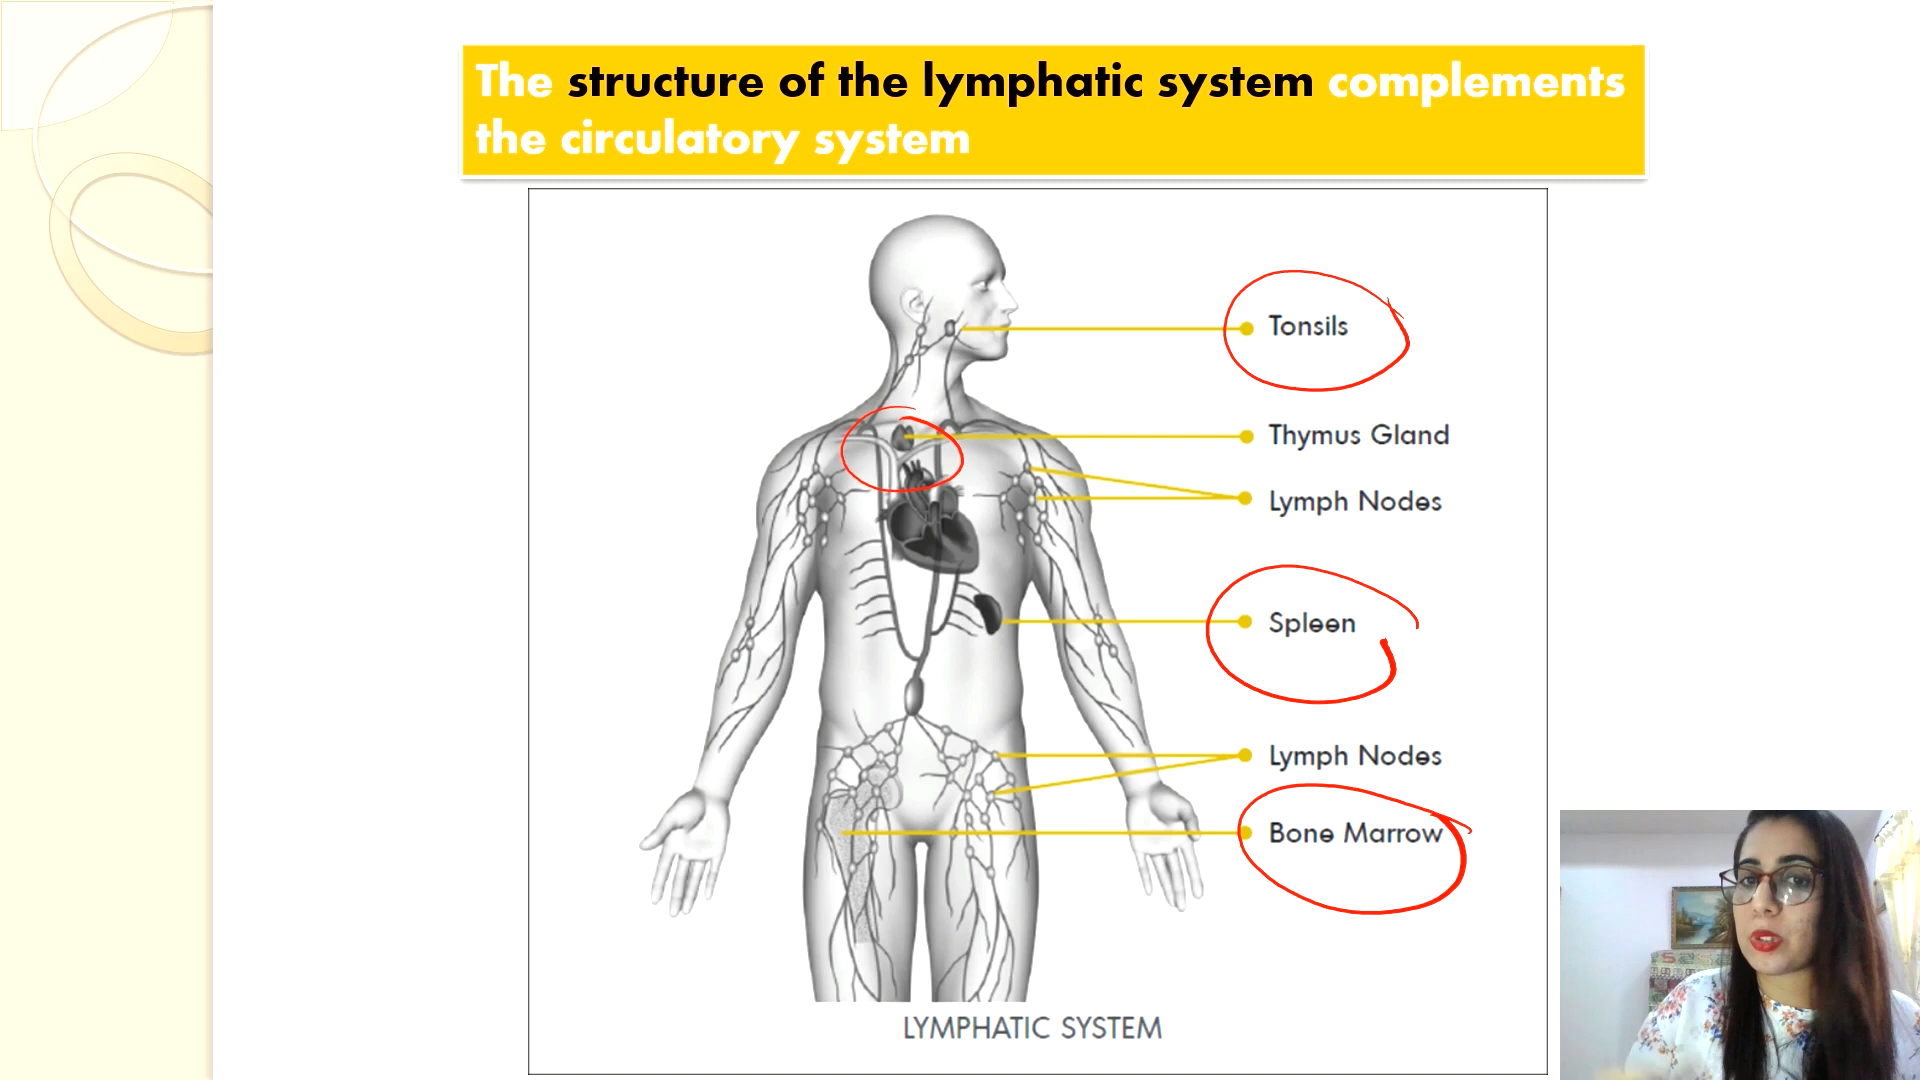 The structure of the lymphatic system complements
the circulatory system
Tonsils
Thymus Gland
Lymph Nodes
Spleen
Lymph Nodes
Bone Marrow
LYMPHATIC SYSTEM